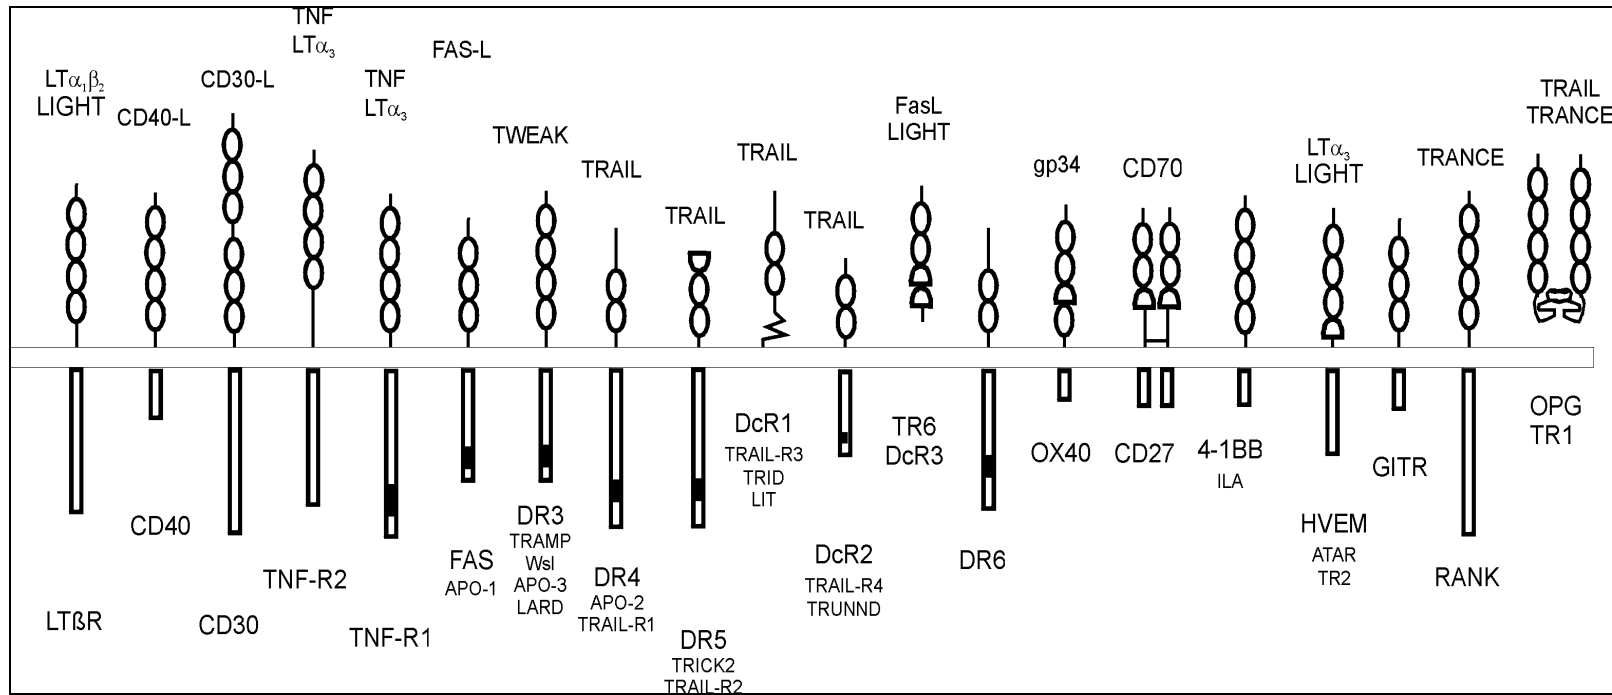 LTα₁β₂
LIGHT
CD40-L
CD30-L
TNF
LTα₃
TNF
LTα₃
FAS-L
TWEAK
TRAIL
TRAIL
TRAIL
TRAIL
FasL
LIGHT
gp34
CD70
LTα₃
LIGHT
TRANCE
TRAIL
TRANCE
LTßR
CD40
CD30
TNF-R2
TNF-R1
FAS
APO-1
DR3
TRAMP
Wsl
APO-3
LARD
DR4
APO-2
TRAIL-R1
DR5
TRICK2
TRAIL-R2
DcR1
TRAIL-R3
TRID
LIT
DcR2
TRAIL-R4
TRUNND
TR6
DcR3
DR6
OX40
CD27
4-1BB
ILA
HVEM
ATAR
TR2
GITR
RANK
OPG
TR1